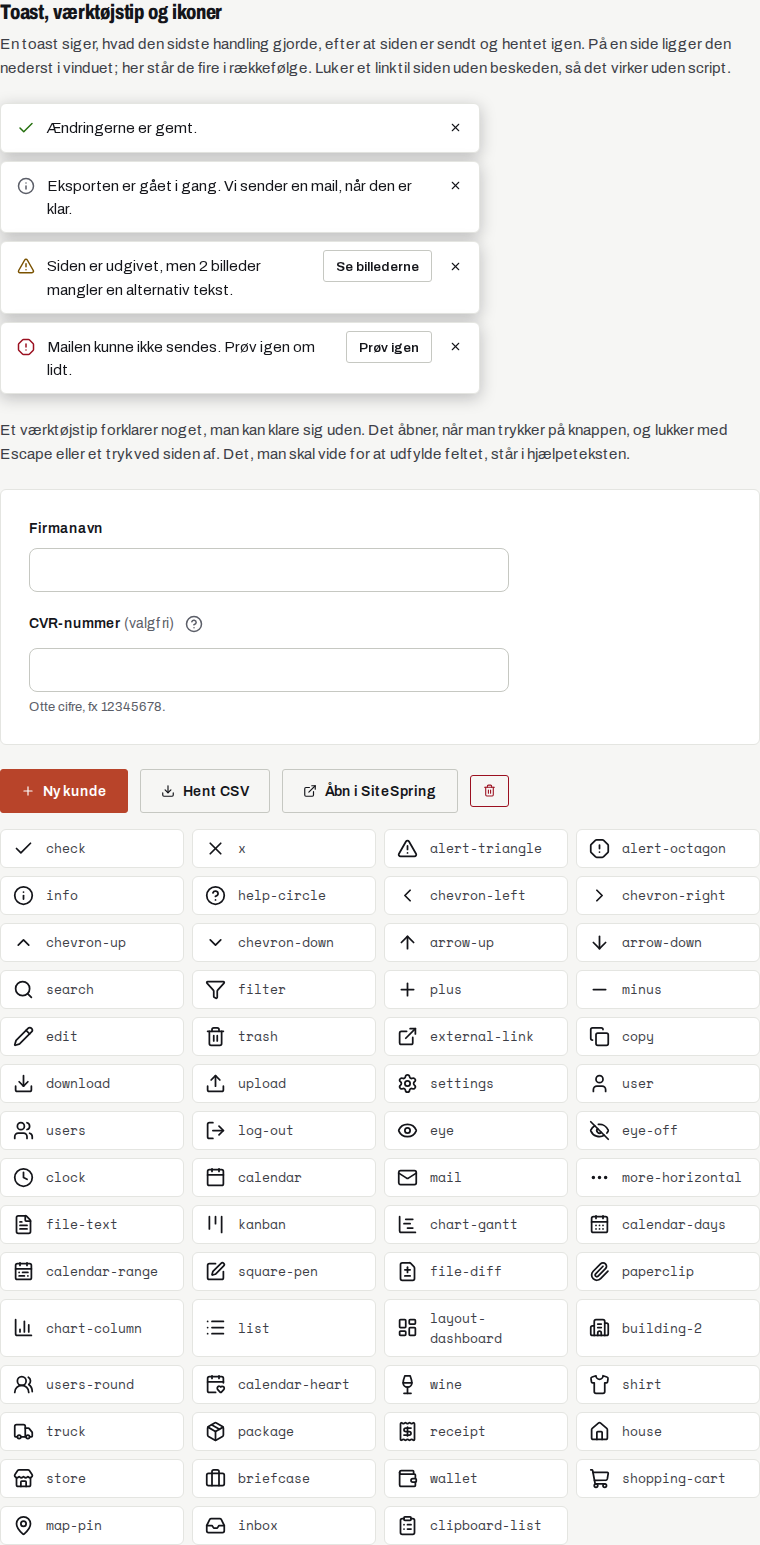 Toast, værktøjstip og ikoner
En toast siger, hvad den sidste handling gjorde, efter at siden er sendt og hentet igen. På en side ligger den
nederst i vinduet; her står de fire i rækkefølge. Luk er et link til siden uden beskeden, så det virker uden script.
Ændringerne er gemt.
Eksporten er gået i gang. Vi sender en mail, når den er
klar.
Siden er udgivet, men 2 billeder
mangler en alternativ tekst.
Se billederne
Mailen kunne ikke sendes. Prøv igen om
lidt.
Prøv igen
Et værktøjstip forklarer noget, man kan klare sig uden. Det åbner, når man trykker på knappen, og lukker med
Escape eller et tryk ved siden af. Det, man skal vide for at udfylde feltet, står i hjælpeteksten.
Firmanavn
CVR-nummer (valgfri)
Otte cifre, fx 12345678.
Ny kunde
Hent CSV
Åbn i SiteSpring
check
x
alert-triangle
alert-octagon
info
help-circle
chevron-left
chevron-right
chevron-up
chevron-down
arrow-up
arrow-down
search
filter
plus
minus
edit
trash
external-link
copy
download
upload
settings
user
users
log-out
eye
eye-off
clock
calendar
mail
more-horizontal
file-text
kanban
chart-gantt
calendar-days
calendar-range
square-pen
file-diff
paperclip
chart-column
list
layout-
dashboard
building-2
users-round
calendar-heart
wine
shirt
truck
package
receipt
house
store
briefcase
wallet
shopping-cart
map-pin
inbox
clipboard-list